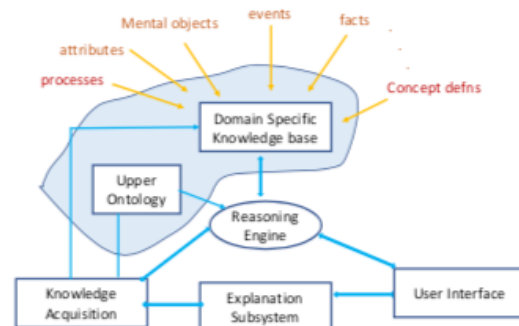 events
Mental objects
facts
attributes
processes
Concept defns
Domain Specific
Knowledge base
Upper
Ontology
Reasoning
Engine
Knowledge
Acquisition
Explanation
Subsystem
User Interface